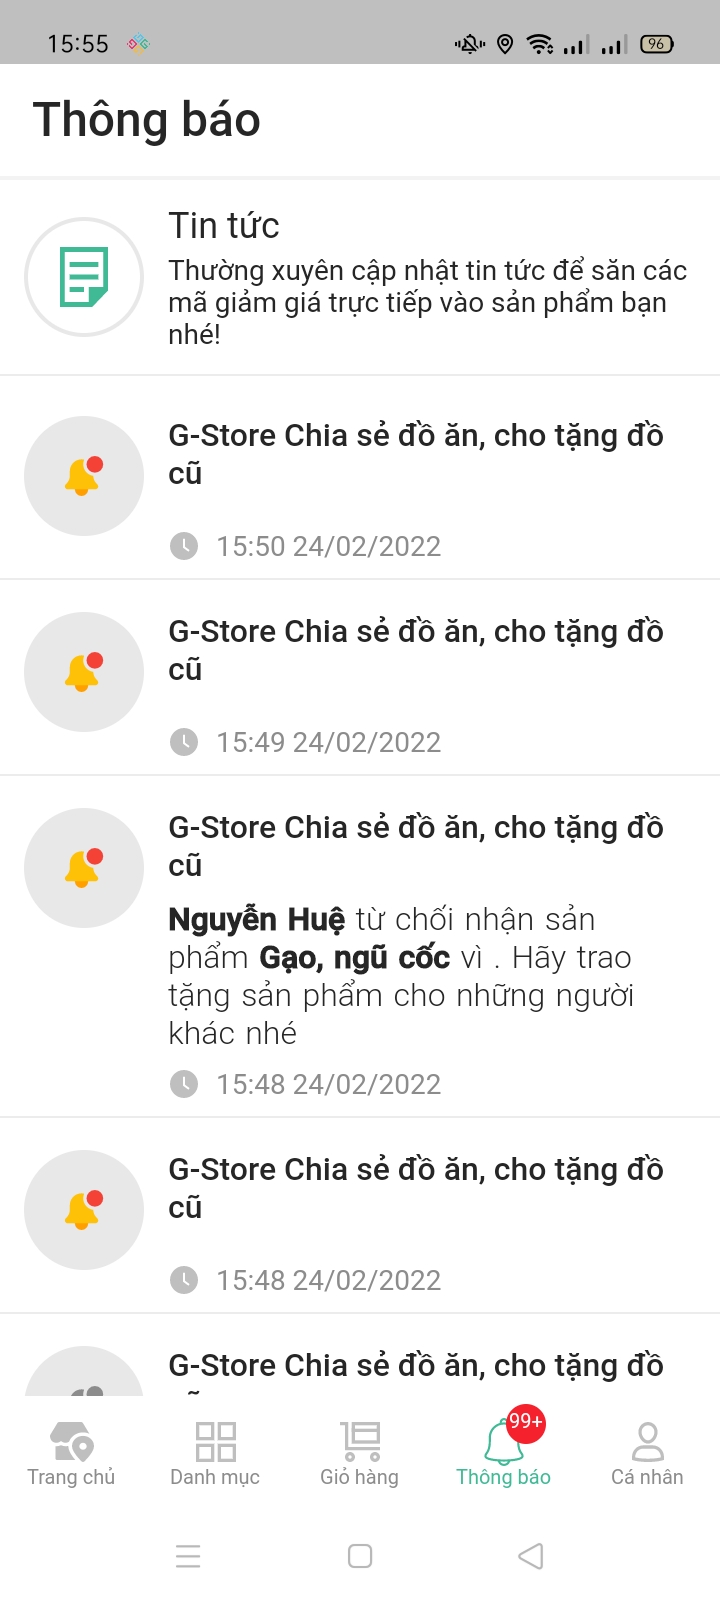 15:55
96
Thông báo
Tin tức
Thường xuyên cập nhật tin tức để săn các
mã giảm giá trực tiếp vào sản phẩm bạn
nhé!
G-Store Chia sẻ đồ ăn, cho tặng đồ
cũ
15:50 24/02/2022
G-Store Chia sẻ đồ ăn, cho tặng đồ
cũ
15:49 24/02/2022
G-Store Chia sẻ đồ ăn, cho tặng đồ
cũ
Nguyễn Huệ từ chối nhận sản
phẩm Gạo, ngũ cốc vì . Hãy trao
tặng sản phẩm cho những người
khác nhé
15:48 24/02/2022
G-Store Chia sẻ đồ ăn, cho tặng đồ
cũ
15:48 24/02/2022
G-Store Chia sẻ đồ ăn, cho tặng đồ
99+
Trang chủ
Danh mục
Giỏ hàng
Thông báo
Cá nhân